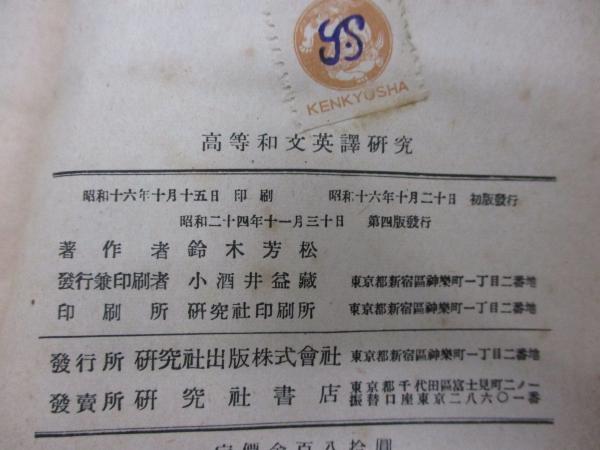 KENKYUSHA
高等和文英譯研究
昭和十六年十月十五日 印刷 昭和十六年十月二十日 初版發行
昭和二十四年十一月三十日 第四版發行
著作者 鈴木芳松
發行兼印刷者 小酒井益藏 東京都新宿區神樂町一丁目二番地
印刷所 研究社印刷所 東京都新宿區神樂町一丁目二番地
發行所 研究社出版株式會社 東京都新宿區神樂町一丁目二番地
發賣所 研究社書店 東京都千代田區富士見町二ノ一
振替口座東京二八六〇一番
定價金百八拾圓